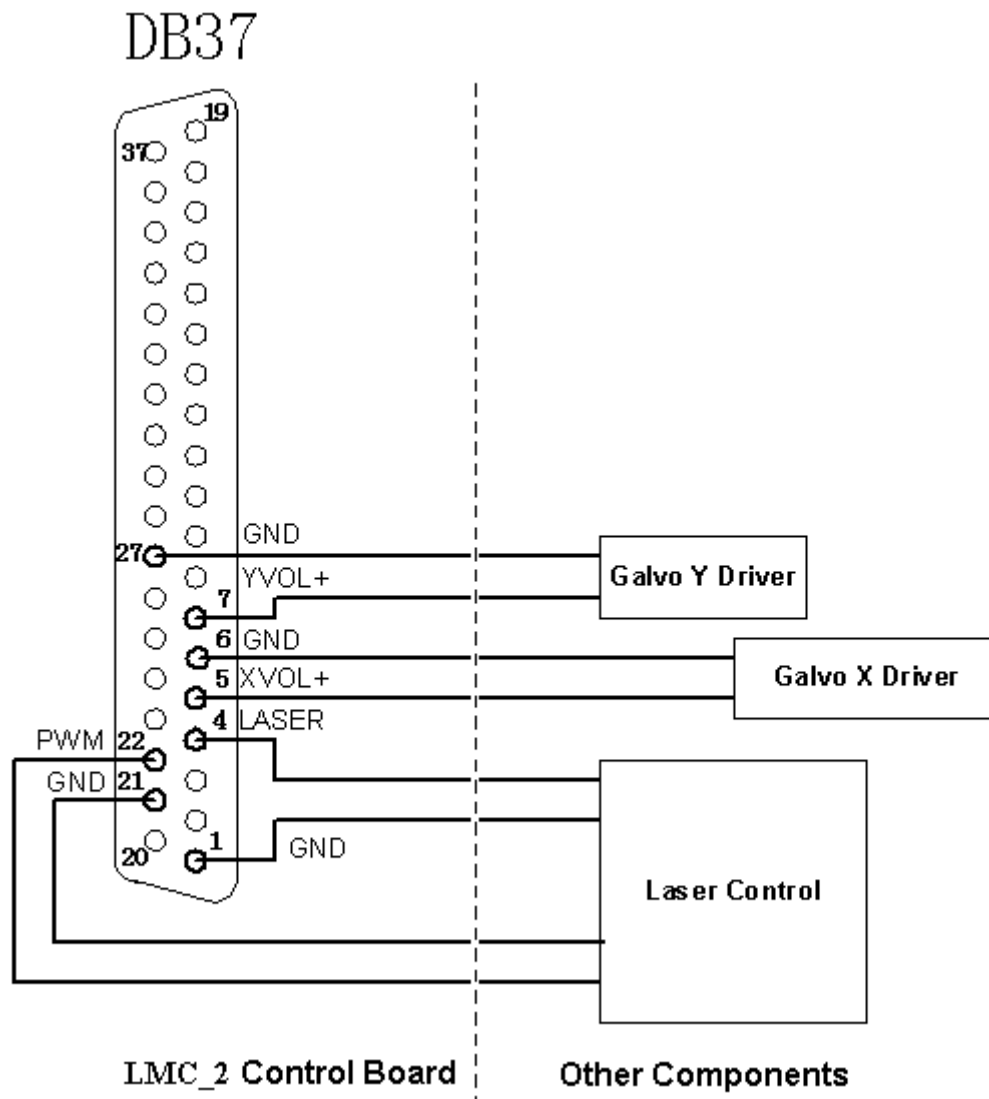 DB37
19
37
27
GND
YVOL+
7
Galvo Y Driver
6 GND
5 XVOL+
Galvo X Driver
4 LASER
PWM 22
GND 21
20
1
GND
Laser Control
LMC_2 Control Board
Other Components